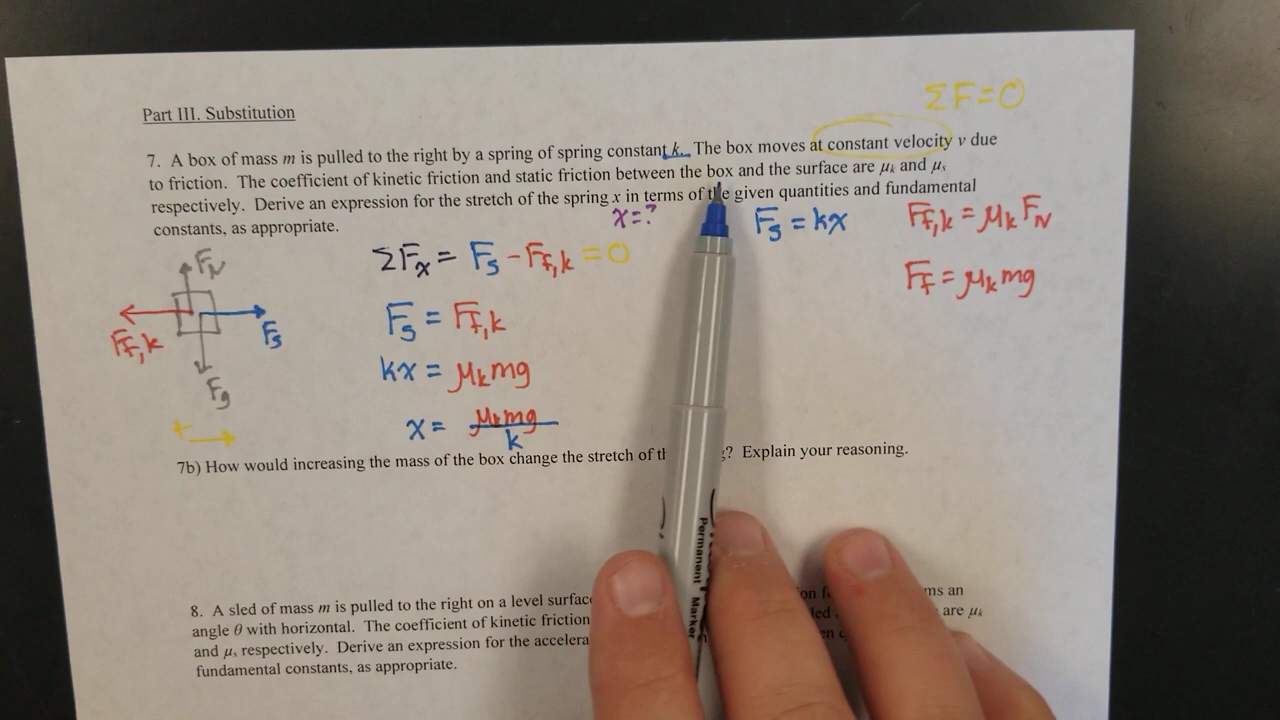 ΣF=0
Part III. Substitution
7. A box of mass m is pulled to the right by a spring of spring constant k. The box moves at constant velocity v due
to friction. The coefficient of kinetic friction and static friction between the box and the surface are μk and μs
respectively. Derive an expression for the stretch of the spring x in terms of the given quantities and fundamental
constants, as appropriate.
x=?
Fs = kx
Ff,k = μk FN
Ff = μk mg
FN
Ff,k
Fs
Fg
+
ΣFx = Fs - Ff,k = 0
Fs = Ff,k
kx = μk mg
x = μk mg / k
7b) How would increasing the mass of the box change the stretch of ? Explain your reasoning.
Permanent Marker
8. A sled of mass m is pulled to the right on a level an
angle θ with horizontal. The coefficient of kinetic friction are μk
and μs respectively. Derive an expression for the
fundamental constants, as appropriate.